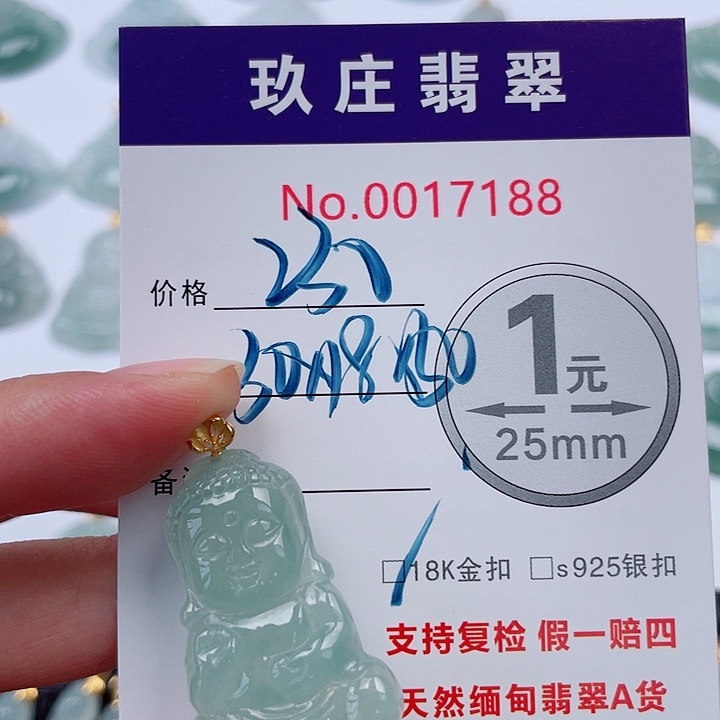 玖庄翡翠
No.0017188
价格
1元
25mm
备
□18K金扣 □s925银扣
支持复检 假一赔四
天然缅甸翡翠A货